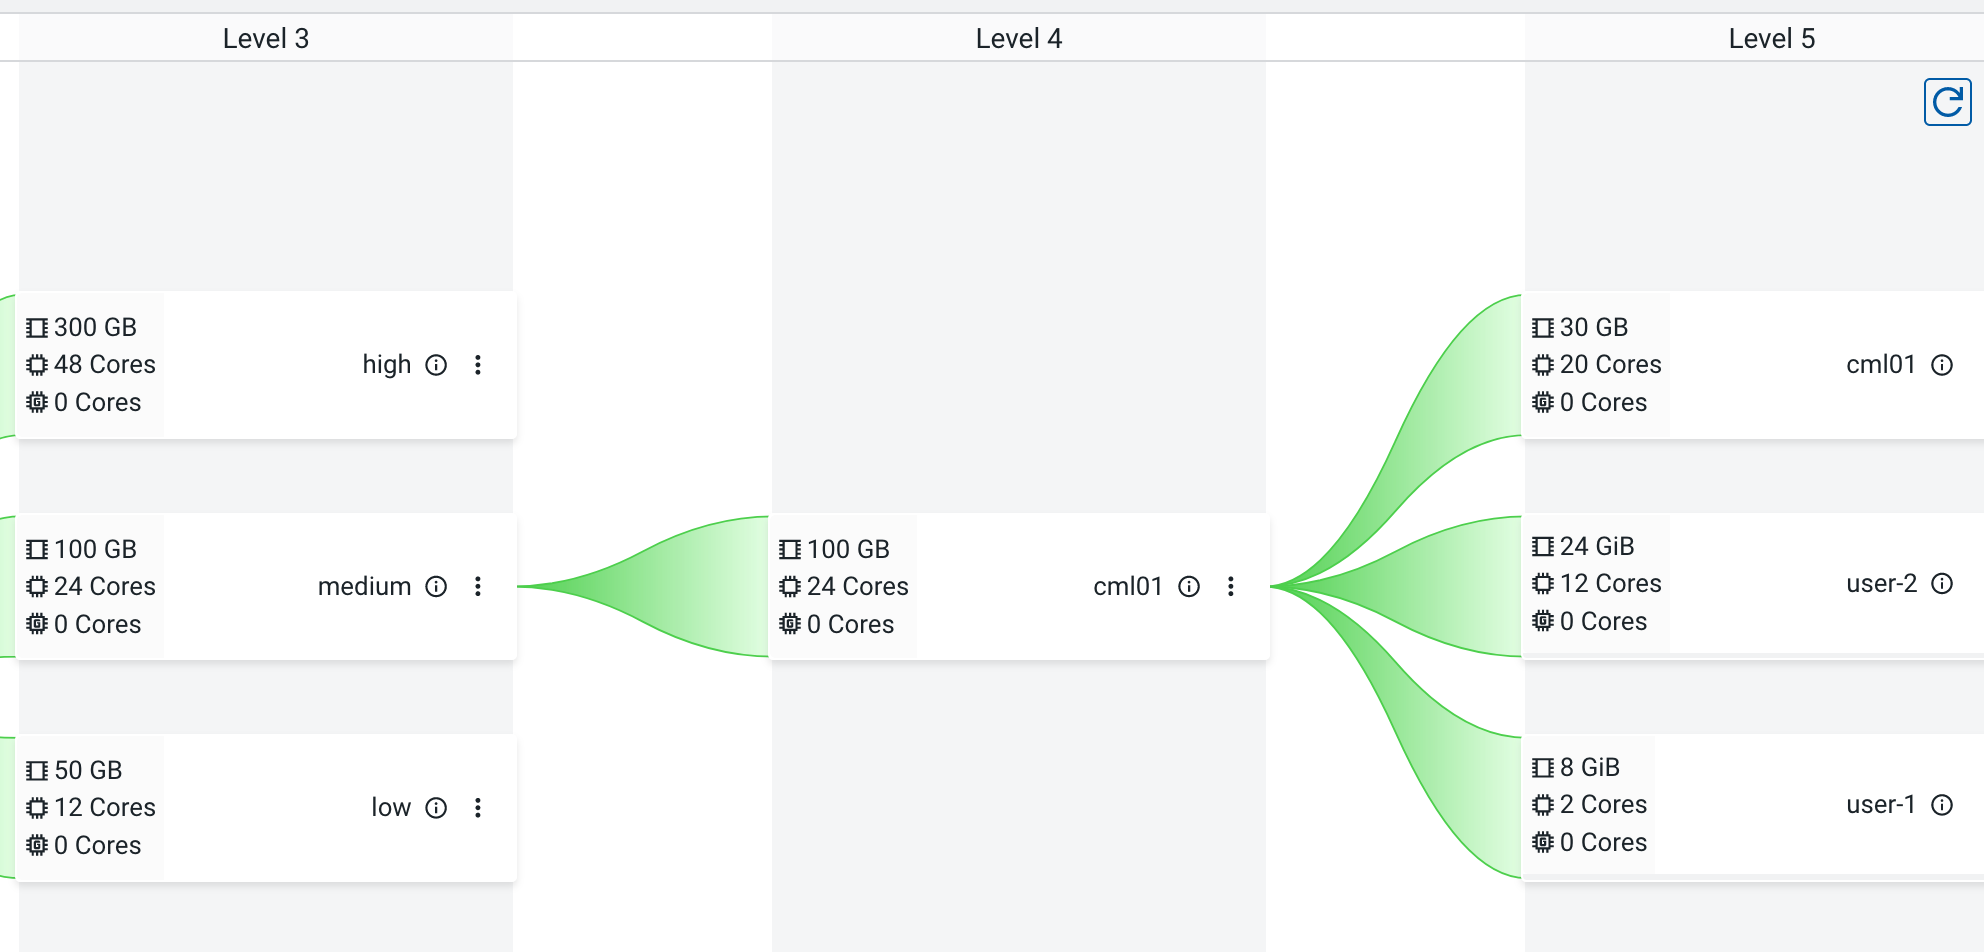 Level 3
Level 4
Level 5
300 GB
48 Cores
0 Cores
high
100 GB
24 Cores
0 Cores
medium
50 GB
12 Cores
0 Cores
low
100 GB
24 Cores
0 Cores
cml01
30 GB
20 Cores
0 Cores
cml01
24 GiB
12 Cores
0 Cores
user-2
8 GiB
2 Cores
0 Cores
user-1